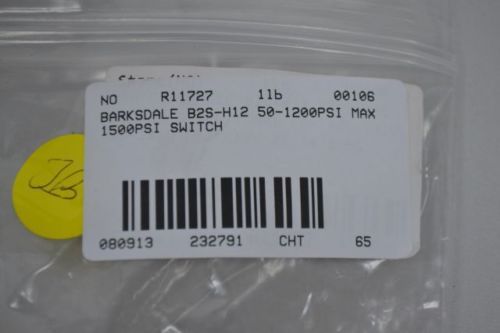 NO R11727 1lb 00106
BARKSDALE B2S-H12 50-1200PSI MAX
1500PSI SWITCH
080913 232791 CHT 65